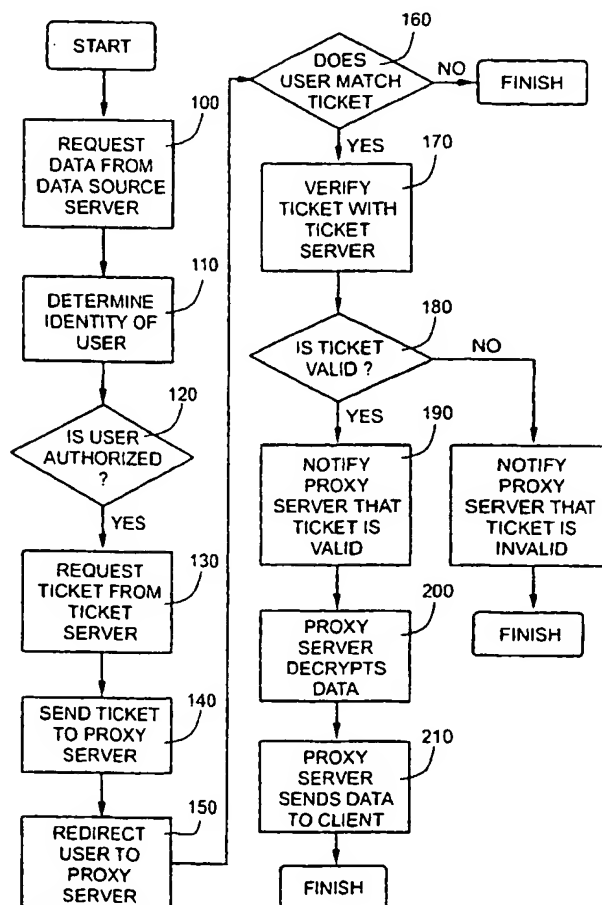 START
100
REQUEST
DATA FROM
DATA SOURCE
SERVER
110
DETERMINE
IDENTITY OF
USER
120
IS USER
AUTHORIZED
?
YES
130
REQUEST
TICKET FROM
TICKET
SERVER
140
SEND TICKET
TO PROXY
SERVER
150
REDIRECT
USER TO
PROXY
SERVER
160
DOES
USER MATCH
TICKET
NO
FINISH
YES
170
VERIFY
TICKET WITH
TICKET
SERVER
180
IS TICKET
VALID ?
NO
YES
190
NOTIFY
PROXY
SERVER THAT
TICKET IS
VALID
NOTIFY
PROXY
SERVER THAT
TICKET IS
INVALID
FINISH
200
PROXY
SERVER
DECRYPTS
DATA
210
PROXY
SERVER
SENDS DATA
TO CLIENT
FINISH